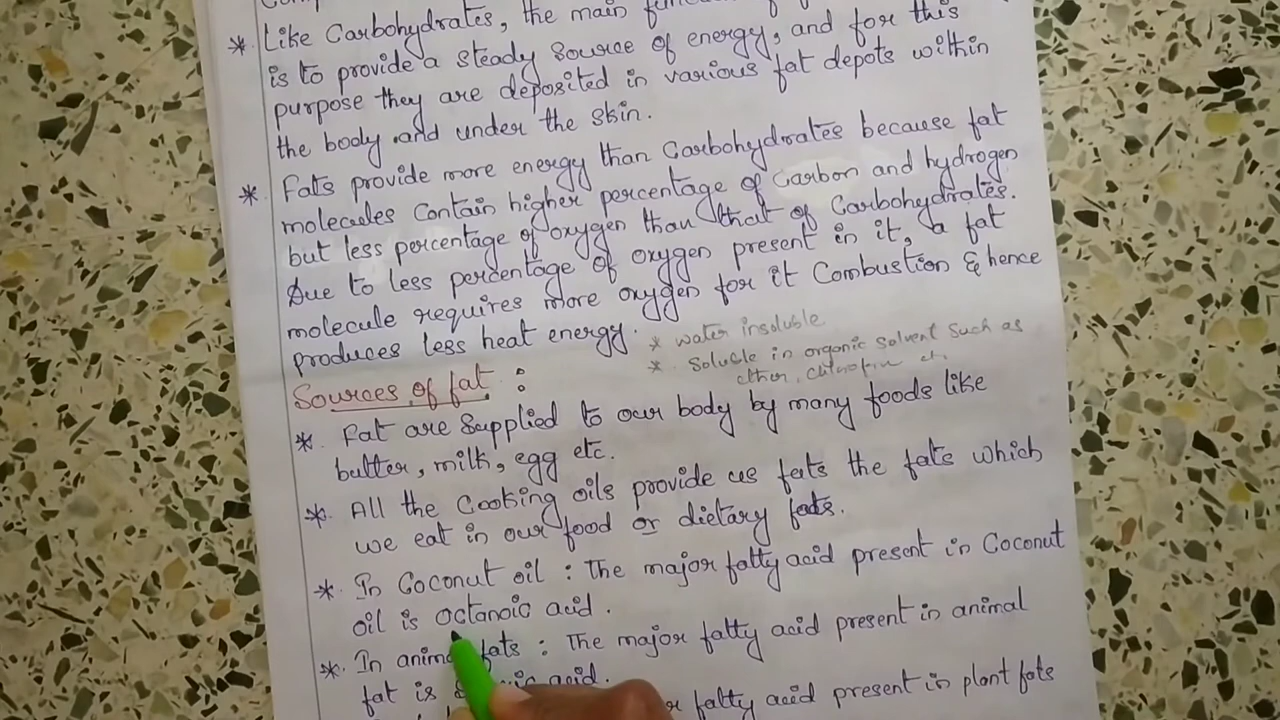 * Like Carbohydrates, the main
is to provide a steady source of energy, and for this
purpose they are deposited in various fat depots within
the body and under the skin.
* Fats provide more energy than Carbohydrates because fat
molecules Contain higher percentage of Carbon and hydrogen
but less percentage of oxygen than that of Carbohydrates.
Due to less percentage of oxygen present in it, a fat
molecule requires more oxygen for it Combustion & hence
produces less heat energy.
* water insoluble
* Soluble in organic solvent such as
ether,
Sources of fat :
* Fat are Supplied to our body by many foods like
butter, milk, egg etc.
* All the Cooking oils provide us fats the fats which
we eat in our food or dietary fats.
* In Coconut oil : The major fatty acid present in Coconut
oil is Octanoic acid.
* In fats : The major fatty acid present in animal
fat is acid.
fatty acid present in plant fats